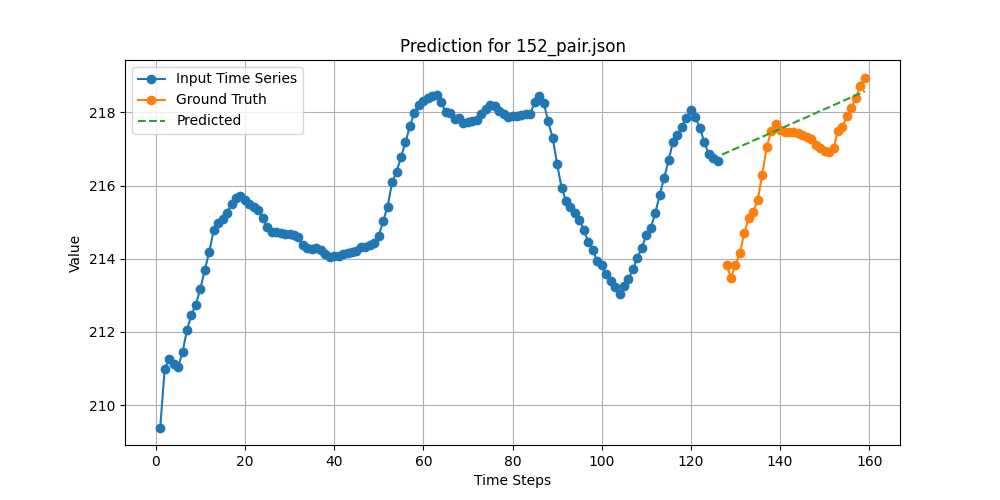 Prediction for 152_pair.json
Input Time Series
Ground Truth
Predicted
Value
218
216
214
212
210
0 20 40 60 80 100 120 140 160
Time Steps